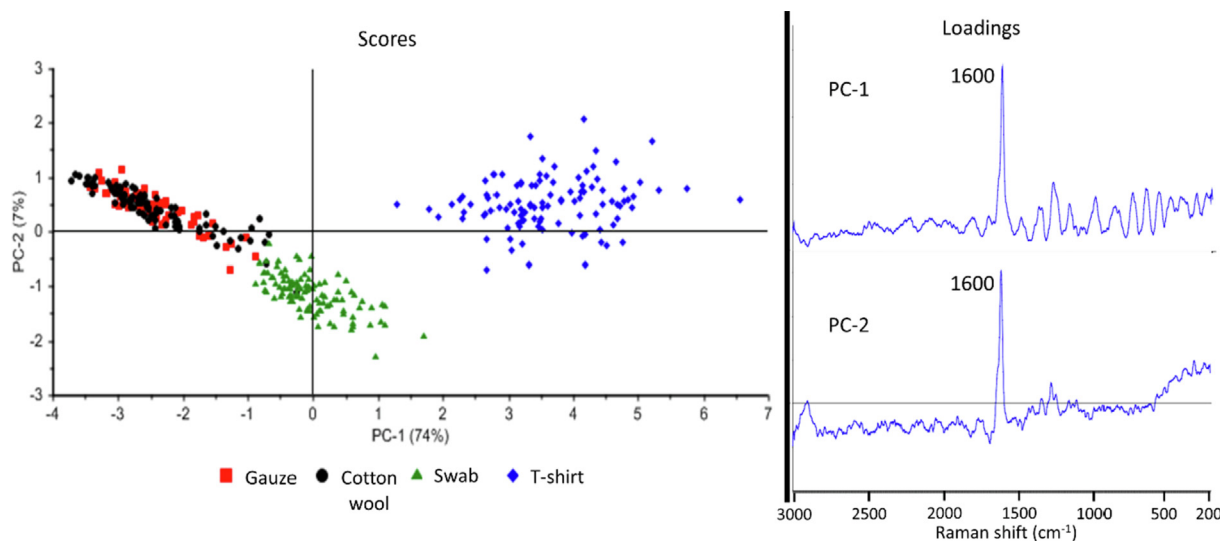 Scores
3
2
1
0
-1
-2
-3
PC-2 (7%)
-4 -3 -2 -1 0 1 2 3 4 5 6 7
PC-1 (74%)
Gauze Cotton wool Swab T-shirt
Loadings
1600
PC-1
1600
PC-2
3000 2500 2000 1500 1000 500 200
Raman shift (cm⁻¹)